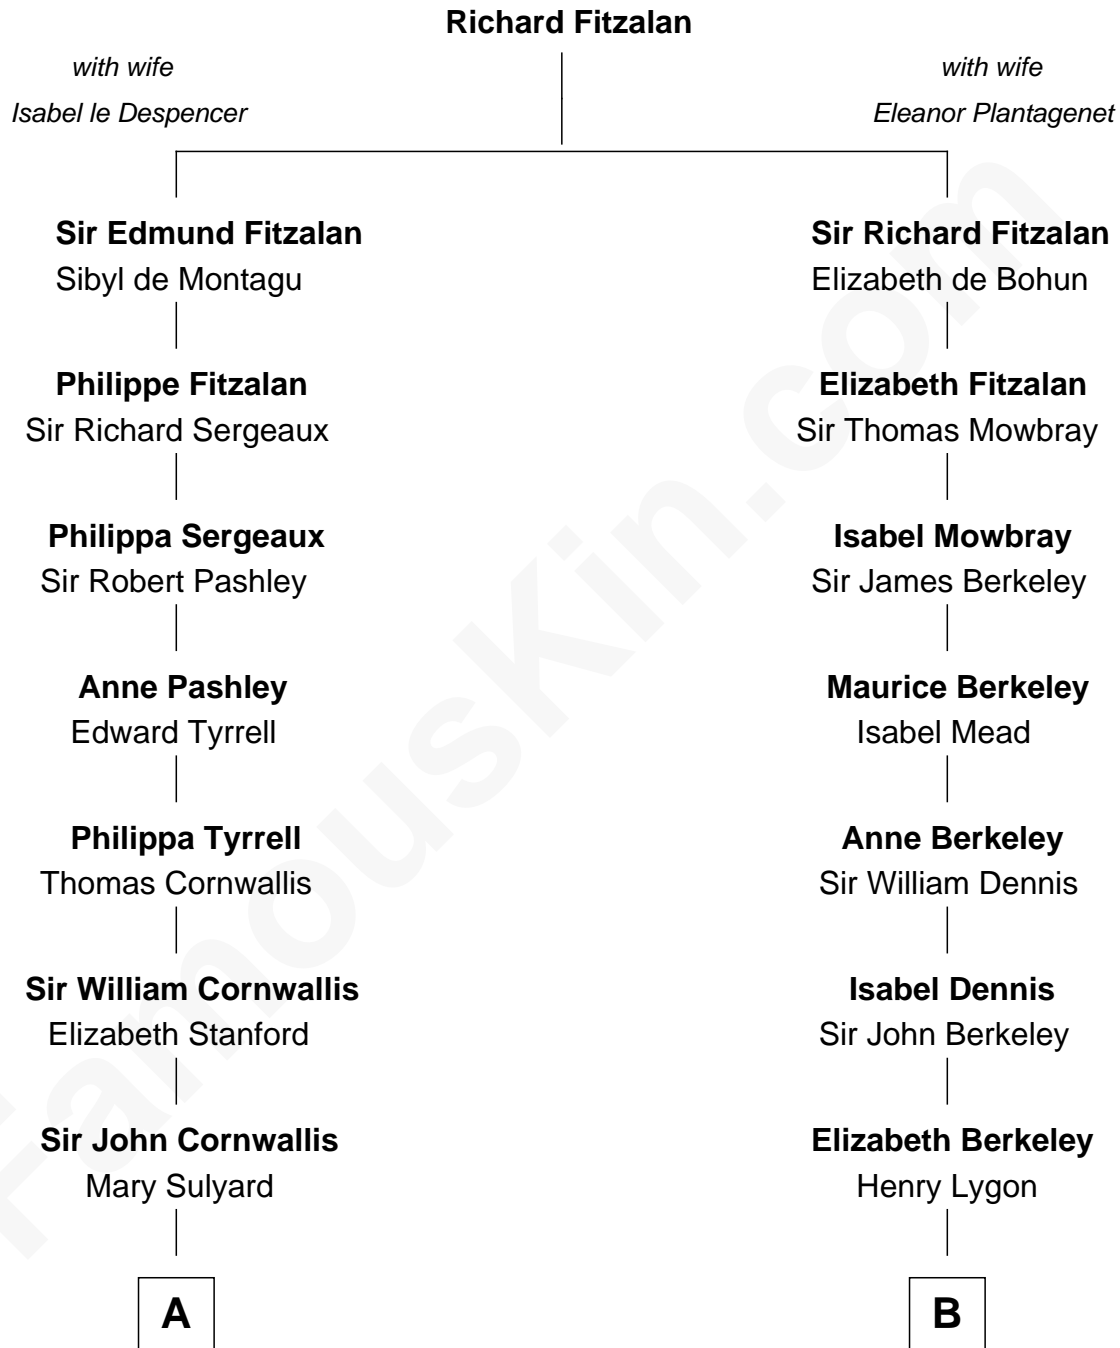 Richard Fitzalan
with wife
Isabel le Despencer
with wife
Eleanor Plantagenet
Sir Edmund Fitzalan
Sibyl de Montagu
Sir Richard Fitzalan
Elizabeth de Bohun
Philippe Fitzalan
Sir Richard Sergeaux
Elizabeth Fitzalan
Sir Thomas Mowbray
Philippa Sergeaux
Sir Robert Pashley
Isabel Mowbray
Sir James Berkeley
Anne Pashley
Edward Tyrrell
Maurice Berkeley
Isabel Mead
Philippa Tyrrell
Thomas Cornwallis
Anne Berkeley
Sir William Dennis
Sir William Cornwallis
Elizabeth Stanford
Isabel Dennis
Sir John Berkeley
Sir John Cornwallis
Mary Sulyard
Elizabeth Berkeley
Henry Lygon
A
B
FamousKin.com